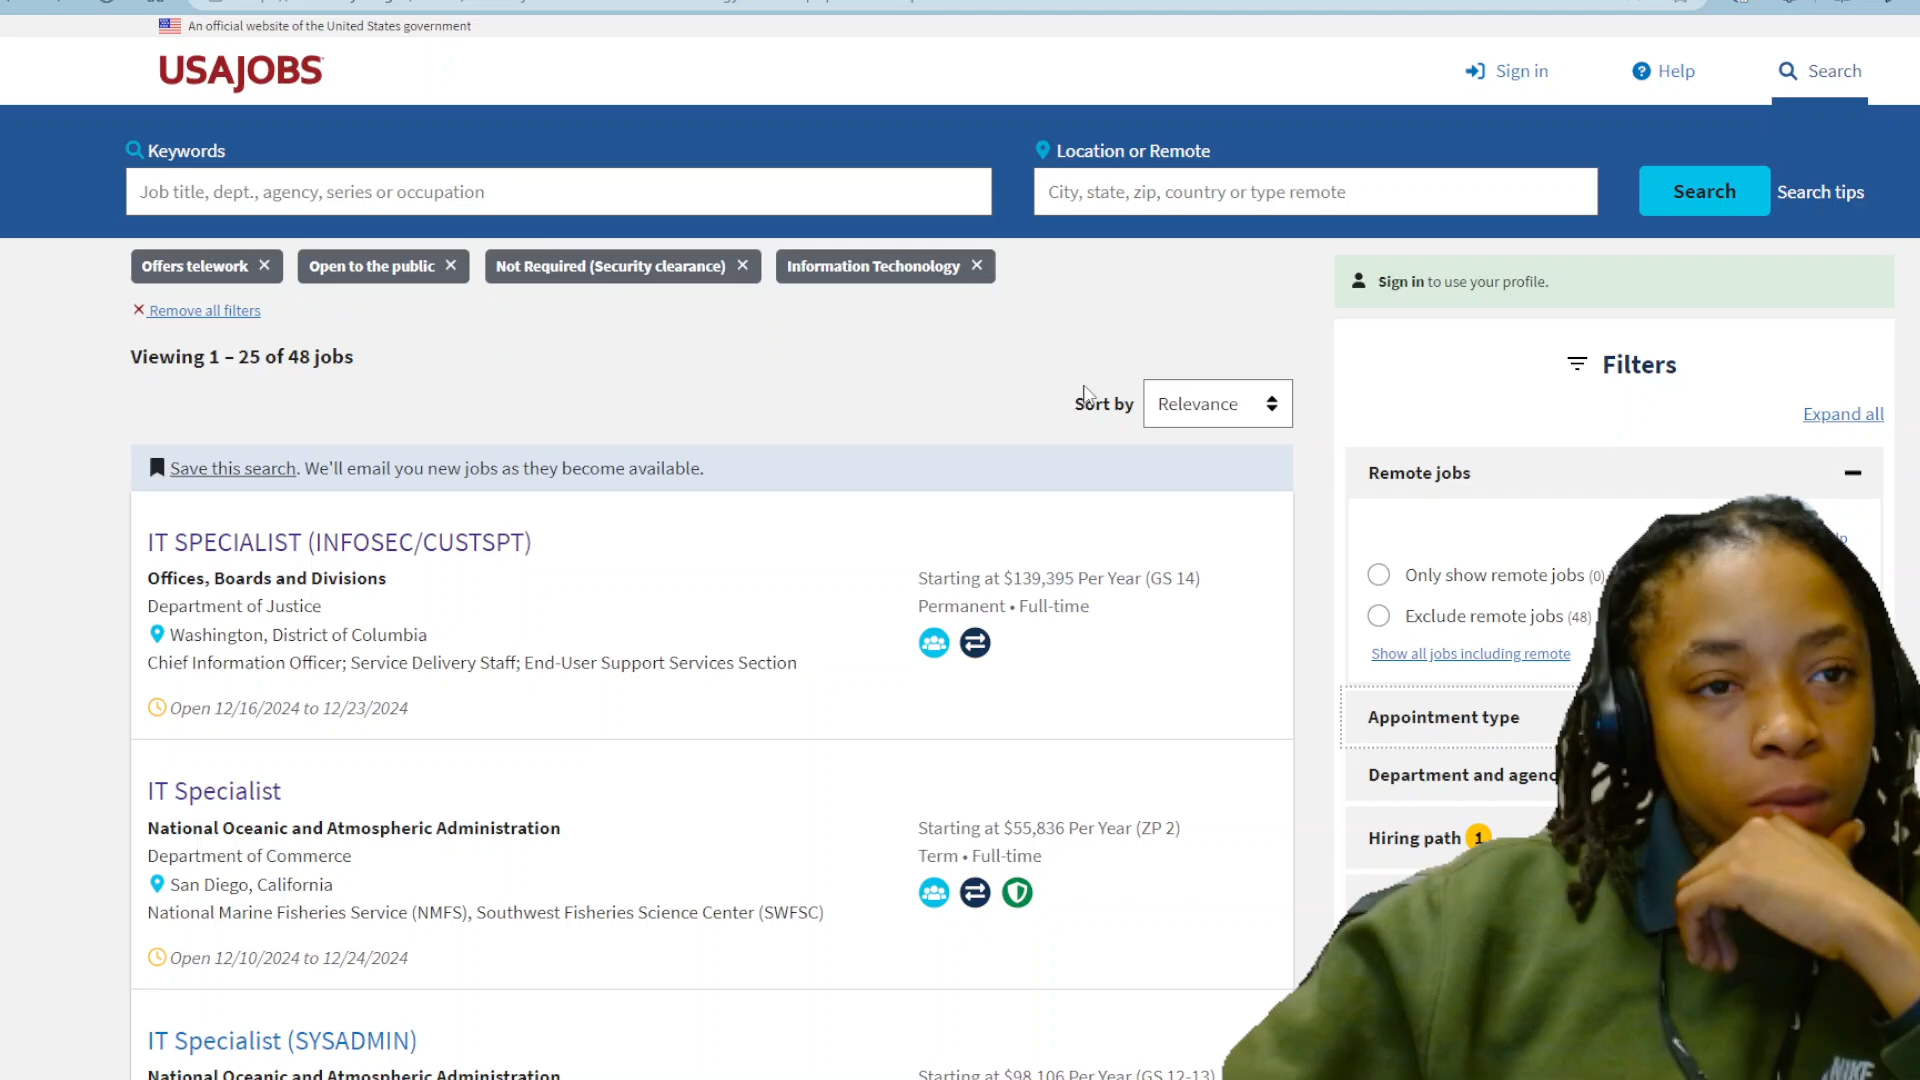 An official website of the United States government
USAJOBS
Sign in
Help
Search
Keywords
Location or Remote
Job title, dept., agency, series or occupation
City, state, zip, country or type remote
Search
Search tips
Offers telework
Open to the public
Not Required (Security clearance)
Information Techonology
Remove all filters
Viewing 1 – 25 of 48 jobs
Sort by
Relevance
Save this search. We'll email you new jobs as they become available.
IT SPECIALIST (INFOSEC/CUSTSPT)
Offices, Boards and Divisions
Department of Justice
Washington, District of Columbia
Chief Information Officer; Service Delivery Staff; End-User Support Services Section
Open 12/16/2024 to 12/23/2024
Starting at $139,395 Per Year (GS 14)
Permanent • Full-time
IT Specialist
National Oceanic and Atmospheric Administration
Department of Commerce
San Diego, California
National Marine Fisheries Service (NMFS), Southwest Fisheries Science Center (SWFSC)
Open 12/10/2024 to 12/24/2024
Starting at $55,836 Per Year (ZP 2)
Term • Full-time
IT Specialist (SYSADMIN)
National Oceanic and Atmospheric Administration
Starting at $98,106 Per Year (GS 12-13)
Sign in to use your profile.
Filters
Expand all
Remote jobs
Only show remote jobs (0)
Exclude remote jobs (48)
Show all jobs including remote
Appointment type
Department and agenc
Hiring path 1
NIKE